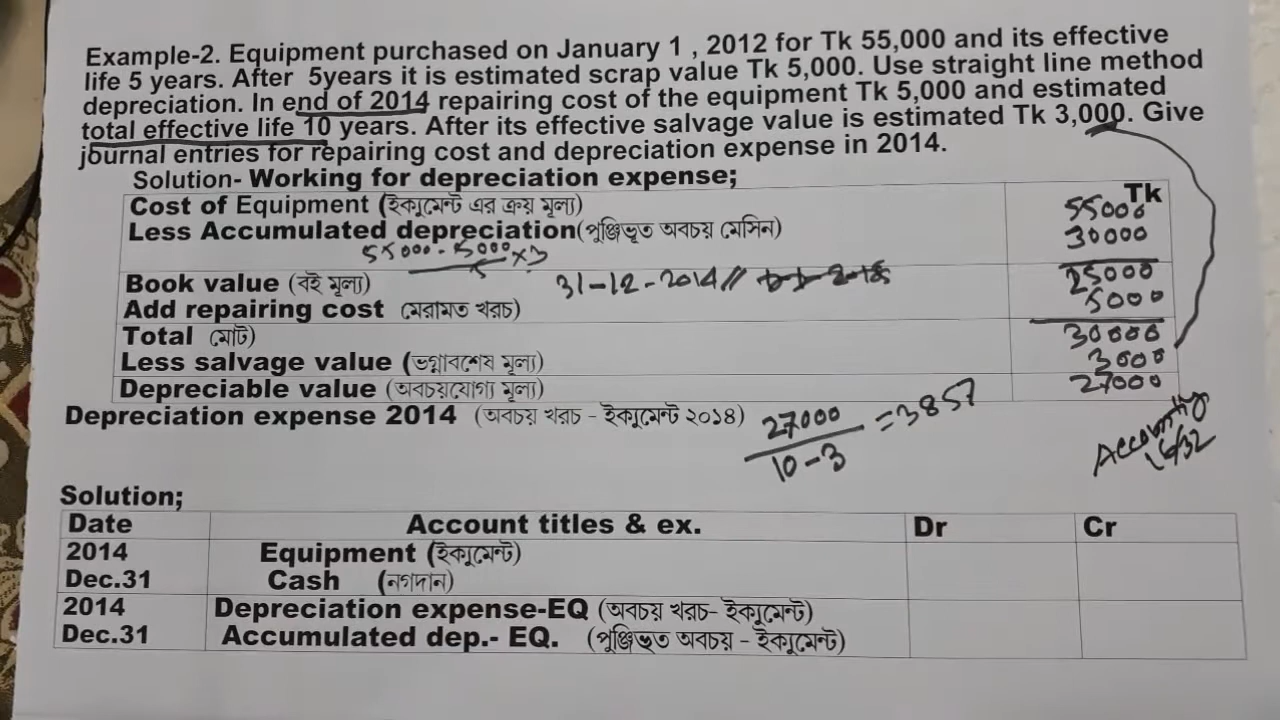 Example-2. Equipment purchased on January 1 , 2012 for Tk 55,000 and its effective
life 5 years. After 5years it is estimated scrap value Tk 5,000. Use straight line method
depreciation. In end of 2014 repairing cost of the equipment Tk 5,000 and estimated
total effective life 10 years. After its effective salvage value is estimated Tk 3,000. Give
journal entries for repairing cost and depreciation expense in 2014.
Solution- Working for depreciation expense;
Tk
Cost of Equipment (ইক্যুমেন্ট এর ক্রয় মূল্য) 55000
Less Accumulated depreciation(পুঞ্জিভূত অবচয় মেসিন) 30000
55000-5000 ×3
5
Book value (বই মূল্য) 31-12-2014// 25000
Add repairing cost (মেরামত খরচ) 5000
Total (মোট) 30000
Less salvage value (ভগ্নাবশেষ মূল্য) 3000
Depreciable value (অবচয়যোগ্য মূল্য) 27000
Depreciation expense 2014 (অবচয় খরচ - ইক্যুমেন্ট ২০১৪) 27000 =3857
10-3
Accounting
Solution;
Date Account titles & ex. Dr Cr
2014 Equipment (ইক্যুমেন্ট)
Dec.31 Cash (নগদান)
2014 Depreciation expense-EQ (অবচয় খরচ- ইক্যুমেন্ট)
Dec.31 Accumulated dep.- EQ. (পুঞ্জিভূত অবচয় - ইক্যুমেন্ট)